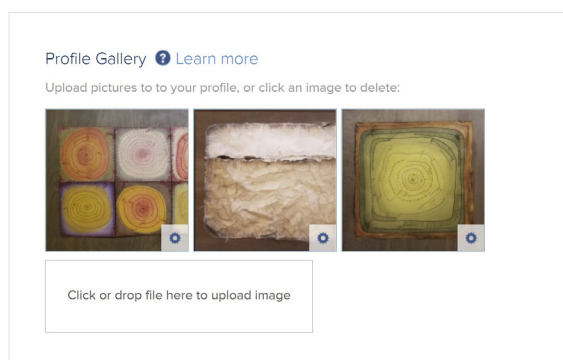 Profile Gallery ? Learn more
Upload pictures to to your profile, or click an image to delete:
Click or drop file here to upload image